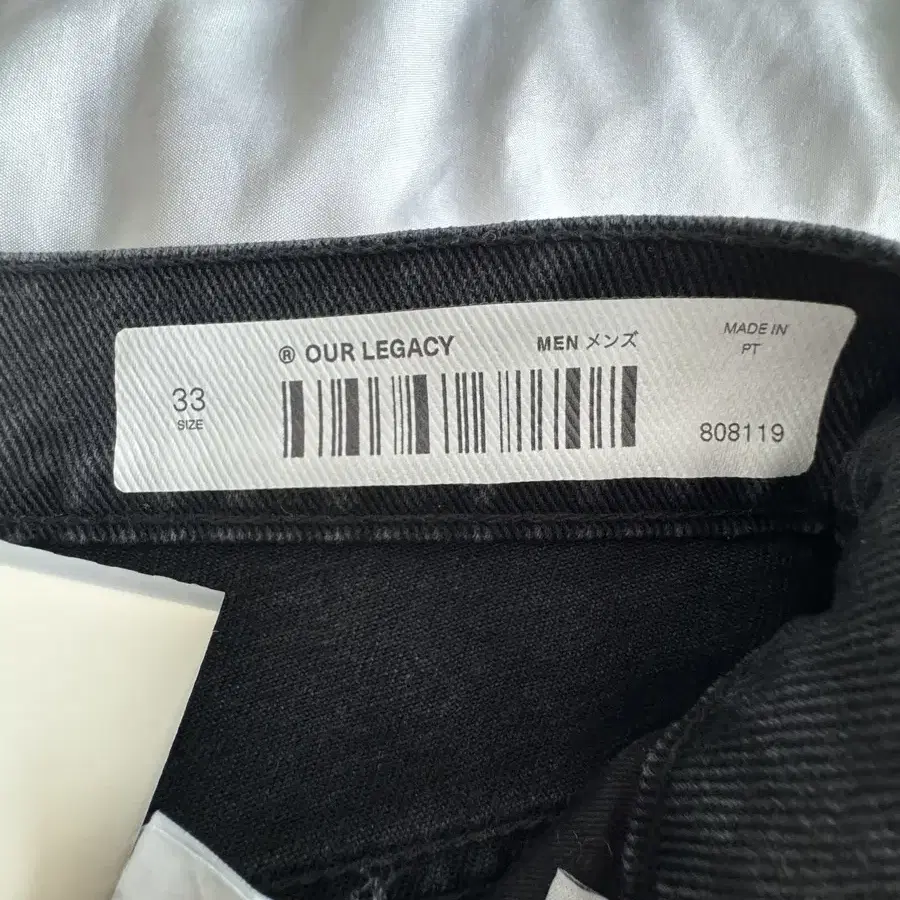 ® OUR LEGACY
MEN メンズ
MADE IN
PT
33
SIZE
808119